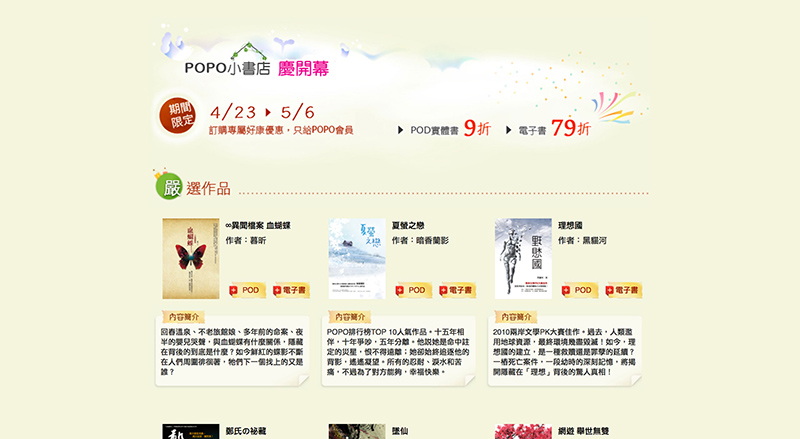 POPO小書店 慶開幕
期間
限定
4/23 ▶ 5/6
訂購專屬好康優惠，只給POPO會員
POD實體書 9折
電子書 79折
嚴選作品
血蝴蝶
∞異聞檔案 血蝴蝶
作者：暮昕
POD
電子書
內容簡介
回春溫泉、不老旅館娘、多年前的命案、夜
半的嬰兒哭聲，與血蝴蝶有什麼關係，隱藏
在背後的到底是什麼？如今鮮紅的蝶影不斷
在人們周圍徘徊著，牠們下一個找上的又是
誰？
夏螢之戀
夏螢之戀
作者：暗香蘭影
POD
電子書
內容簡介
POPO排行榜TOP 10人氣作品。十五年相
伴，十年爭吵，五年分離。他說她是命中註
定的災星，恨不得遠離；她卻始終追逐他的
背影，遙遙凝望。所有的忍耐、淚水和苦
痛，不過為了對方能夠，幸福快樂。
理想國
理想國
作者：黑貓河
POD
電子書
內容簡介
2010兩岸文學PK大賽佳作。過去，人類濫
用地球資源，最終環境幾盡毀滅！如今，理
想國的建立，是一種救贖還是罪孽的延續？
一樁死亡案件，一段幼時的深刻記憶，將揭
開隱藏在「理想」背後的驚人真相！
鄭氏の祕藏
墜仙
網遊 舉世無雙